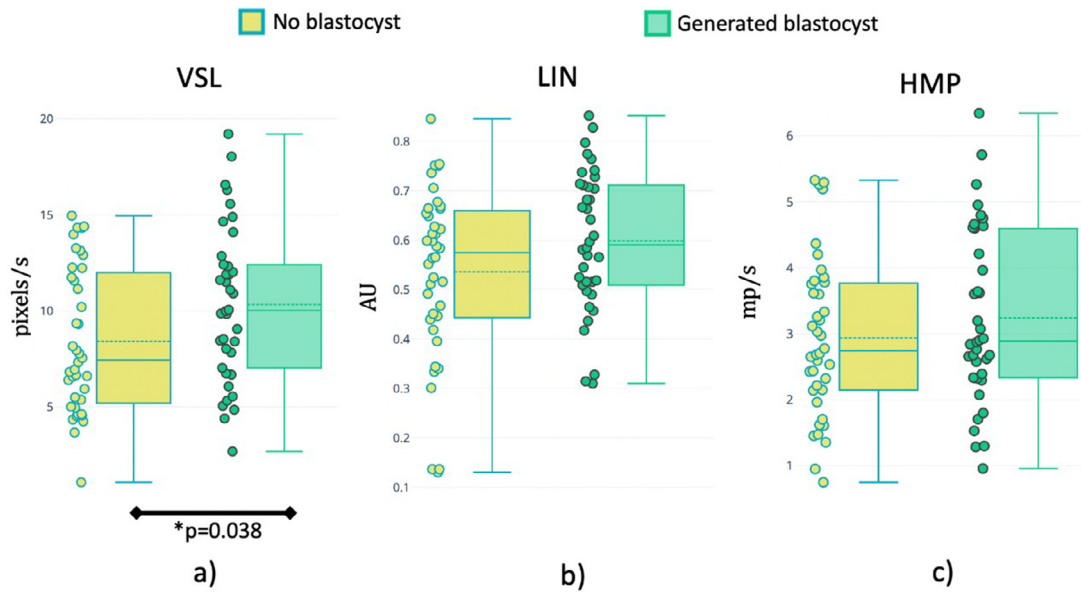 No blastocyst
Generated blastocyst
VSL
LIN
HMP
20
15
10
5
pixels/s
0.8
0.7
0.6
0.5
0.4
0.3
0.2
0.1
AU
6
5
4
3
2
1
mp/s
*p=0.038
a)
b)
c)